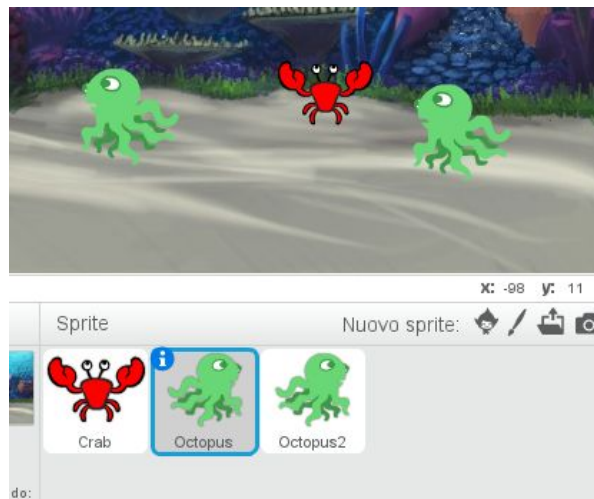 x: -98 y: 11
Sprite Nuovo sprite:
i
Crab Octopus Octopus2
do: